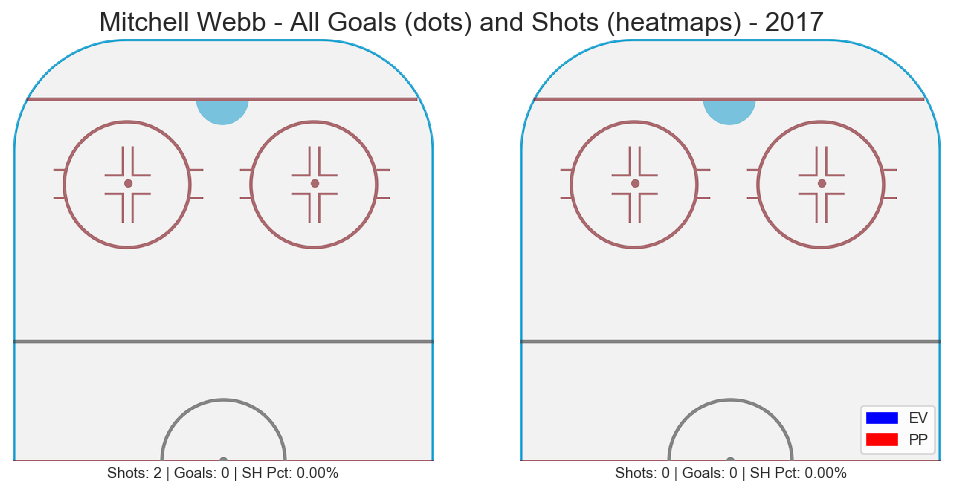 Mitchell Webb - All Goals (dots) and Shots (heatmaps) - 2017
EV
PP
Shots: 2 | Goals: 0 | SH Pct: 0.00%
Shots: 0 | Goals: 0 | SH Pct: 0.00%